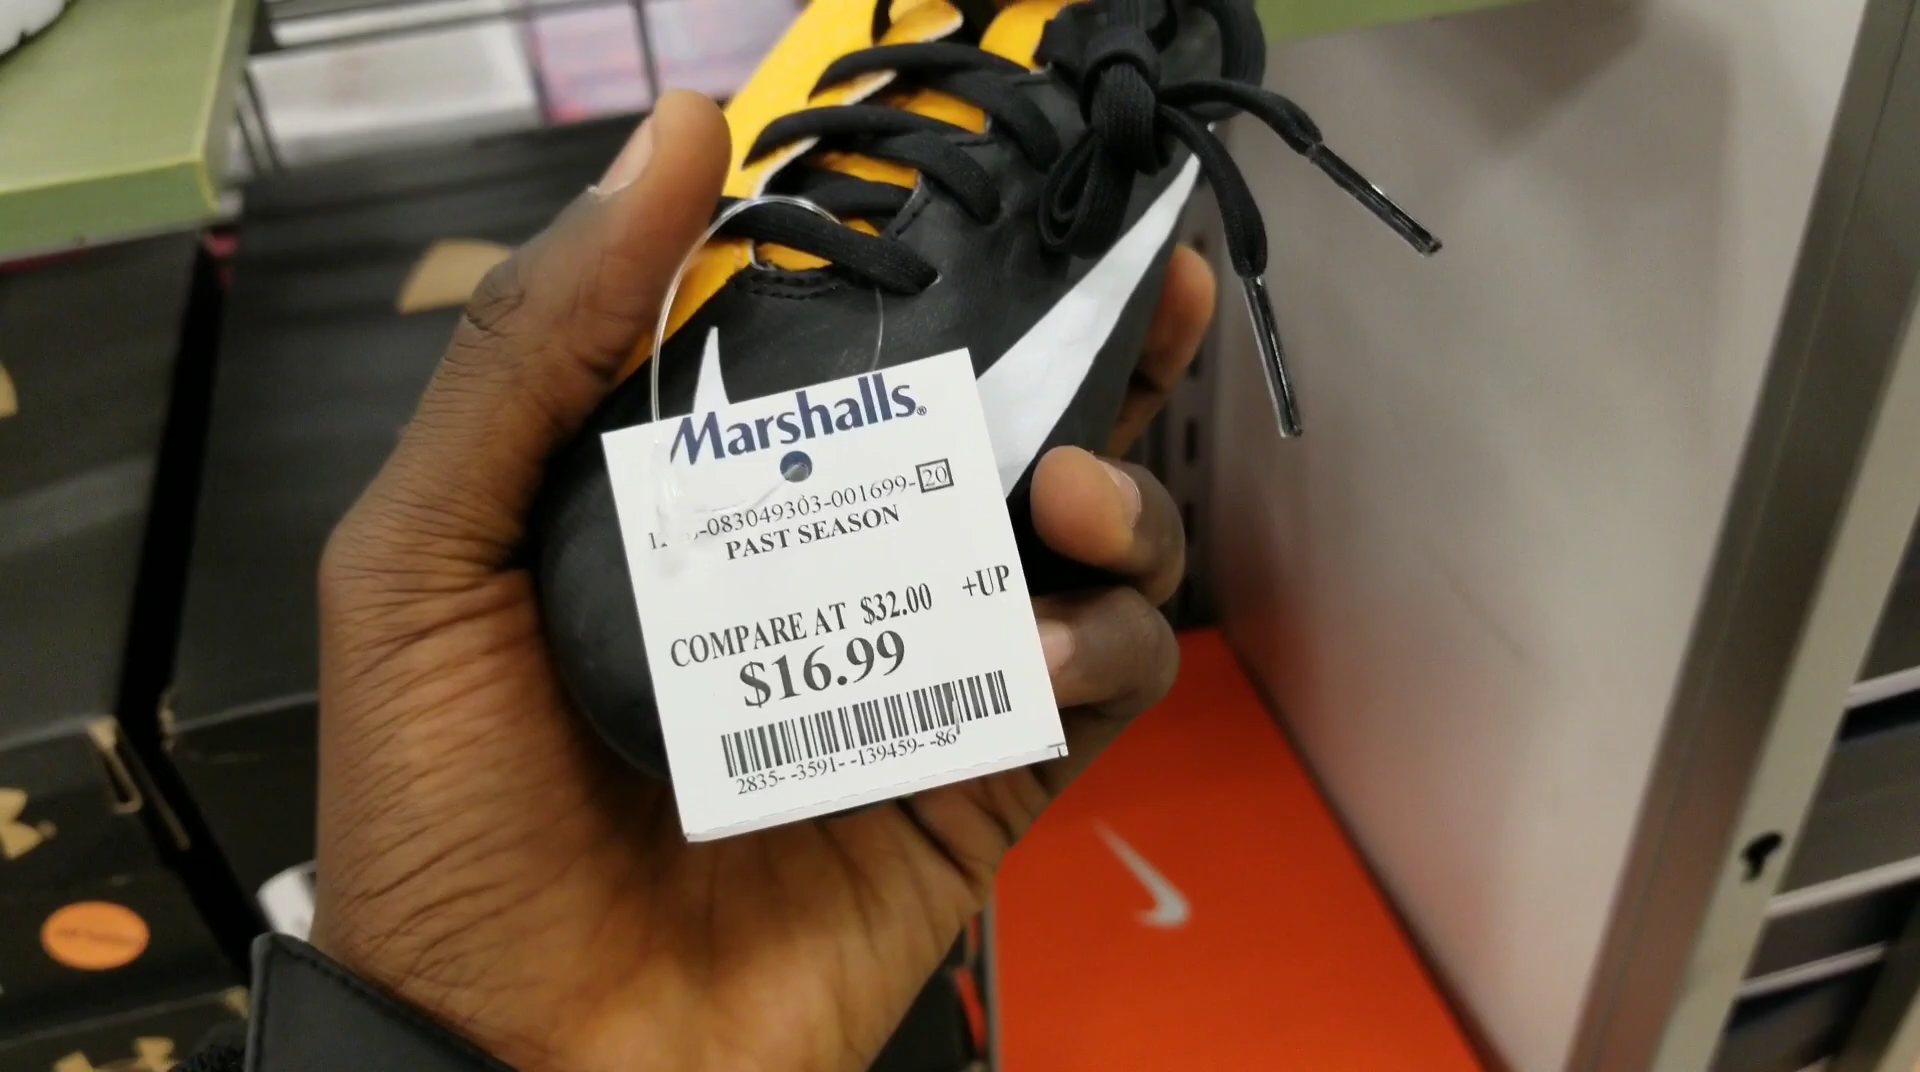 Marshalls®
-083049303-001699-20
PAST SEASON
COMPARE AT $32.00 +UP
$16.99
2835- -3591- -139459- -86